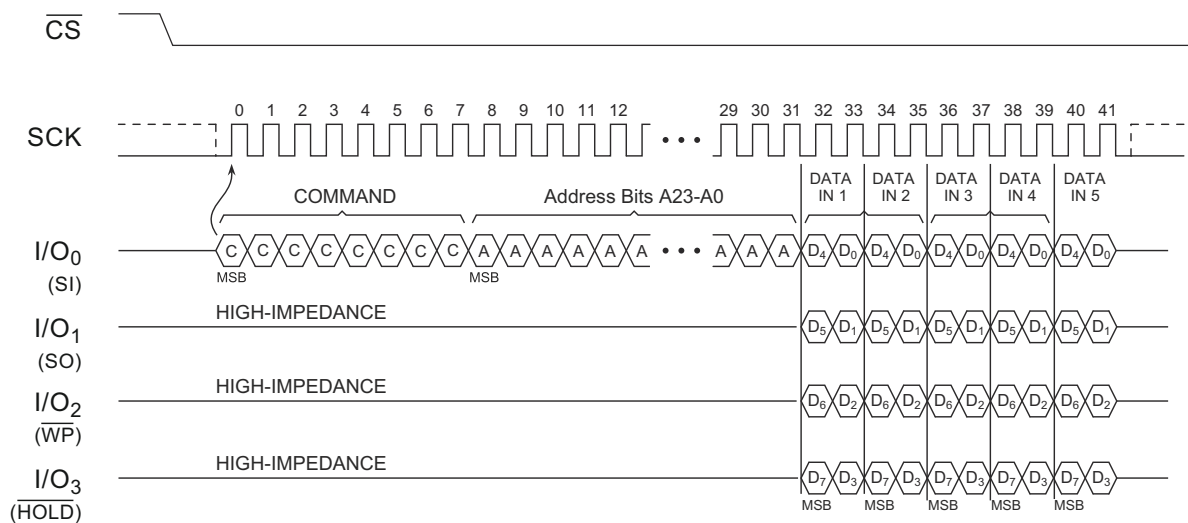 CS
SCK
0 1 2 3 4 5 6 7 8 9 10 11 12 29 30 31 32 33 34 35 36 37 38 39 40 41
COMMAND
Address Bits A23-A0
DATA IN 1
DATA IN 2
DATA IN 3
DATA IN 4
DATA IN 5
I/O0
(SI)
C C C C C C C C A A A A A A • • • A A A D4 D0 D4 D0 D4 D0 D4 D0 D4 D0
MSB MSB
I/O1
(SO)
HIGH-IMPEDANCE
D5 D1 D5 D1 D5 D1 D5 D1 D5 D1
I/O2
(WP)
HIGH-IMPEDANCE
D6 D2 D6 D2 D6 D2 D6 D2 D6 D2
I/O3
(HOLD)
HIGH-IMPEDANCE
D7 D3 D7 D3 D7 D3 D7 D3 D7 D3
MSB MSB MSB MSB MSB